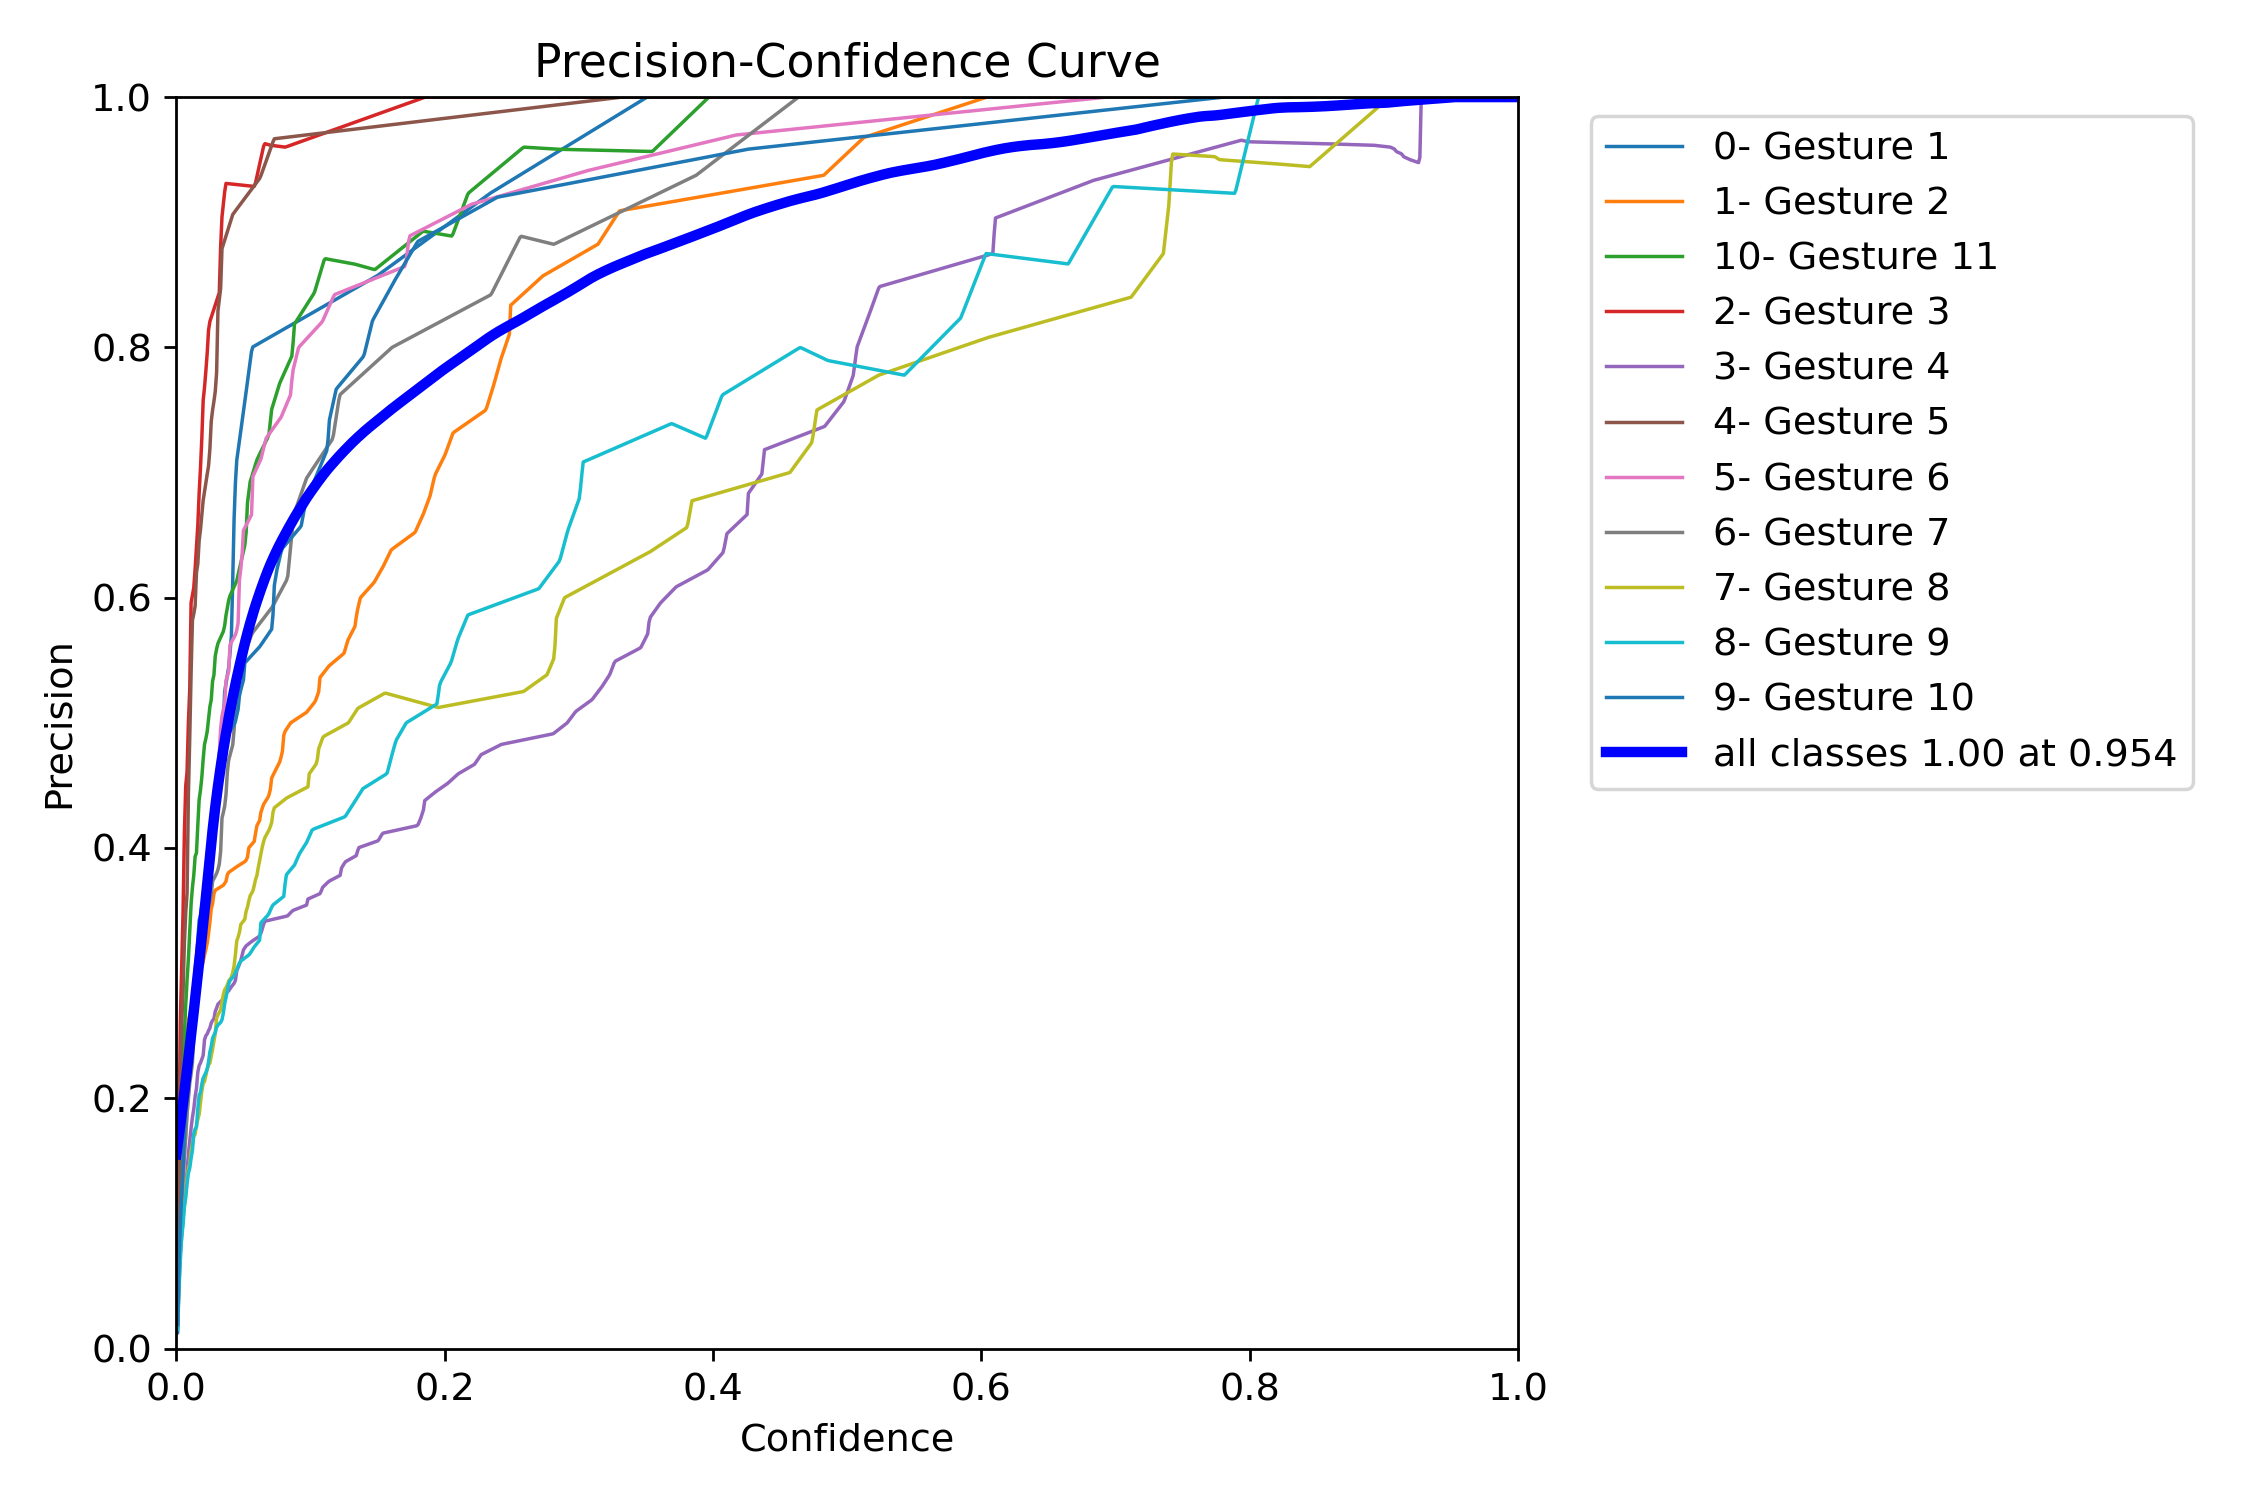 Precision-Confidence Curve
1.0
0.8
0.6
0.4
0.2
0.0
Precision
0.0 0.2 0.4 0.6 0.8 1.0
Confidence
0- Gesture 1
1- Gesture 2
10- Gesture 11
2- Gesture 3
3- Gesture 4
4- Gesture 5
5- Gesture 6
6- Gesture 7
7- Gesture 8
8- Gesture 9
9- Gesture 10
all classes 1.00 at 0.954